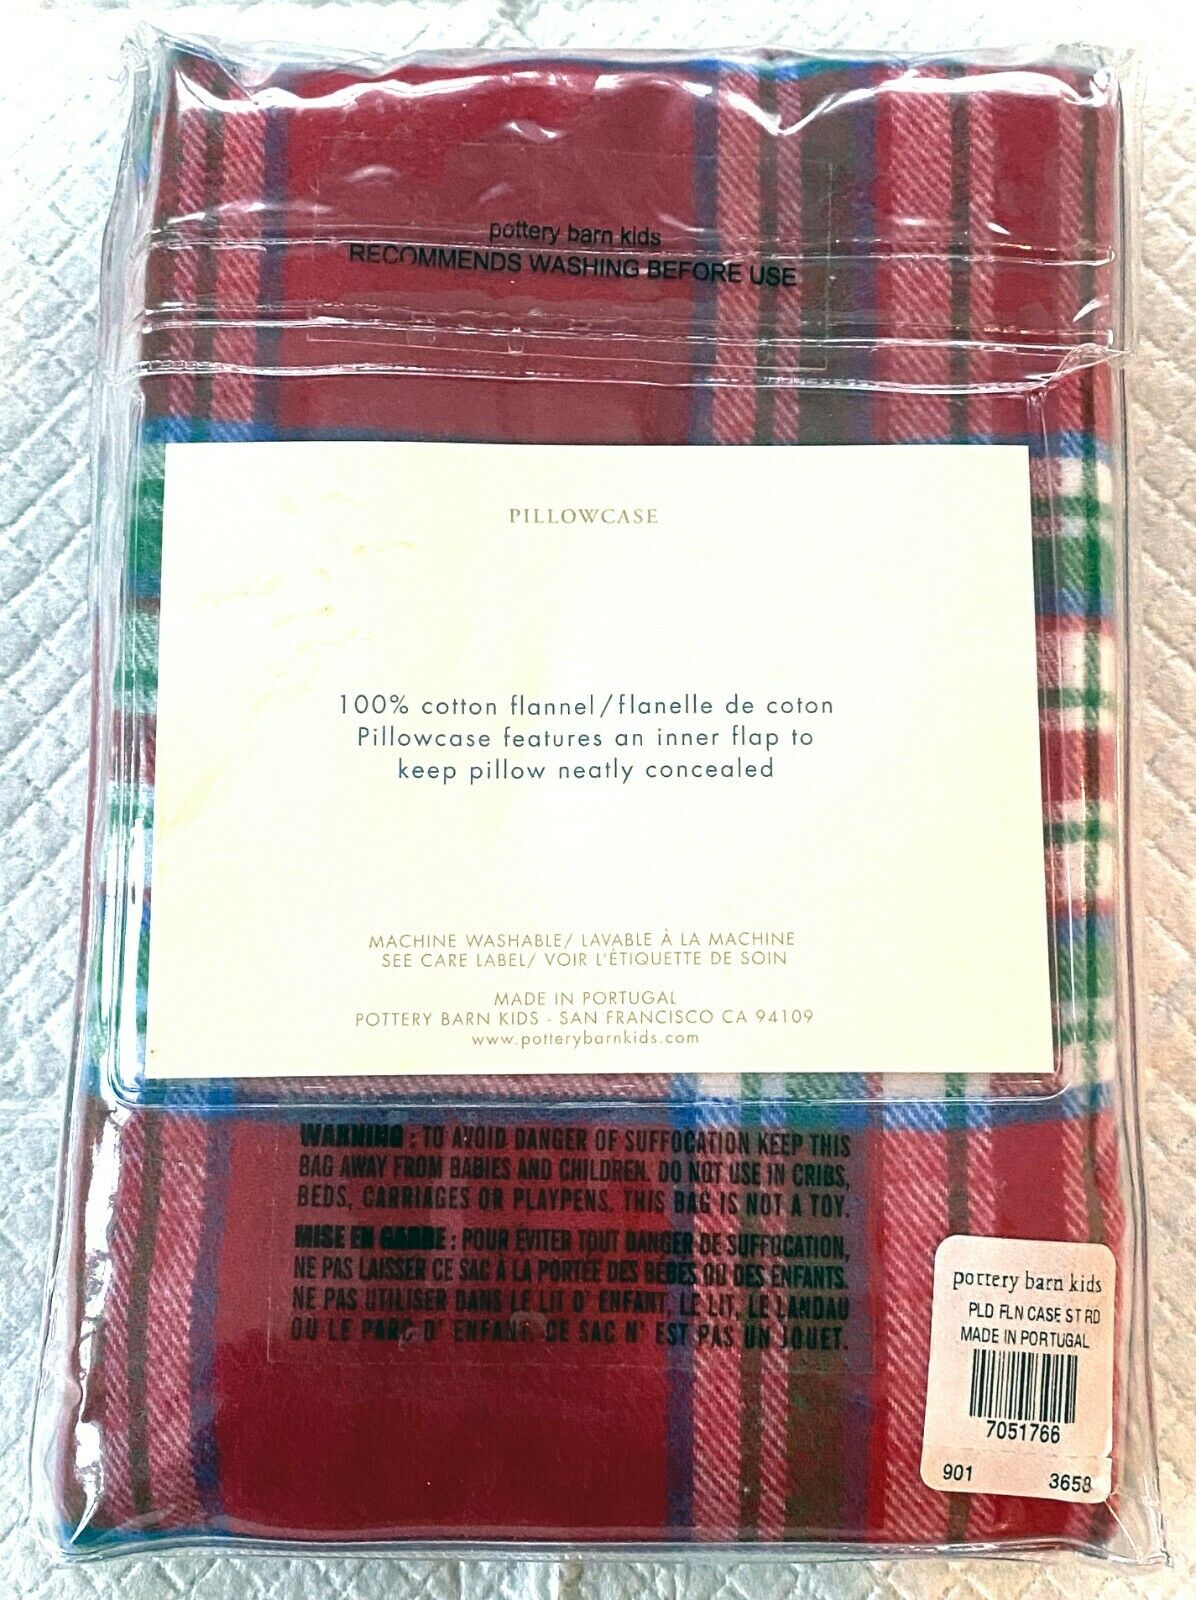 pottery barn kids
RECOMMENDS WASHING BEFORE USE
PILLOWCASE
100% cotton flannel/flanelle de coton
Pillowcase features an inner flap to
keep pillow neatly concealed
MACHINE WASHABLE/ LAVABLE À LA MACHINE
SEE CARE LABEL/ VOIR L'ÉTIQUETTE DE SOIN
MADE IN PORTUGAL
POTTERY BARN KIDS - SAN FRANCISCO CA 94109
www.potterybarnkids.com
WARNING : TO AVOID DANGER OF SUFFOCATION KEEP THIS
BAG AWAY FROM BABIES AND CHILDREN. DO NOT USE IN CRIBS,
BEDS, CARRIAGES OR PLAYPENS. THIS BAG IS NOT A TOY.
MISE EN GARDE : POUR ÉVITER TOUT DANGER DE SUFFOCATION,
NE PAS LAISSER CE SAC À LA PORTÉE DES BÉBÉS OU DES ENFANTS.
NE PAS UTILISER DANS LE LIT D' ENFANT, LE LIT, LE LANDAU
OU LE PARC D' ENFANT. CE SAC N' EST PAS UN JOUET.
pottery barn kids
PLD FLN CASE ST RD
MADE IN PORTUGAL
7051766
901 3658